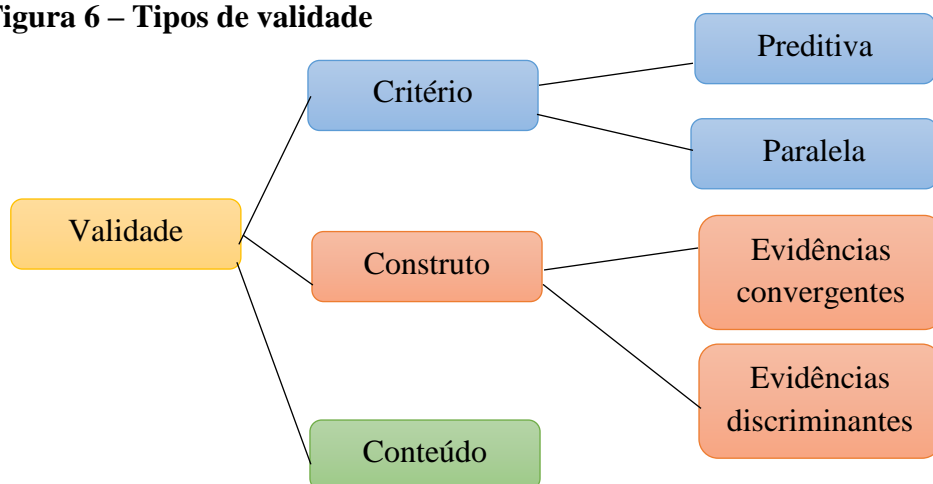 Figura 6 – Tipos de validade
Preditiva
Critério
Paralela
Validade
Construto
Evidências
convergentes
Evidências
discriminantes
Conteúdo